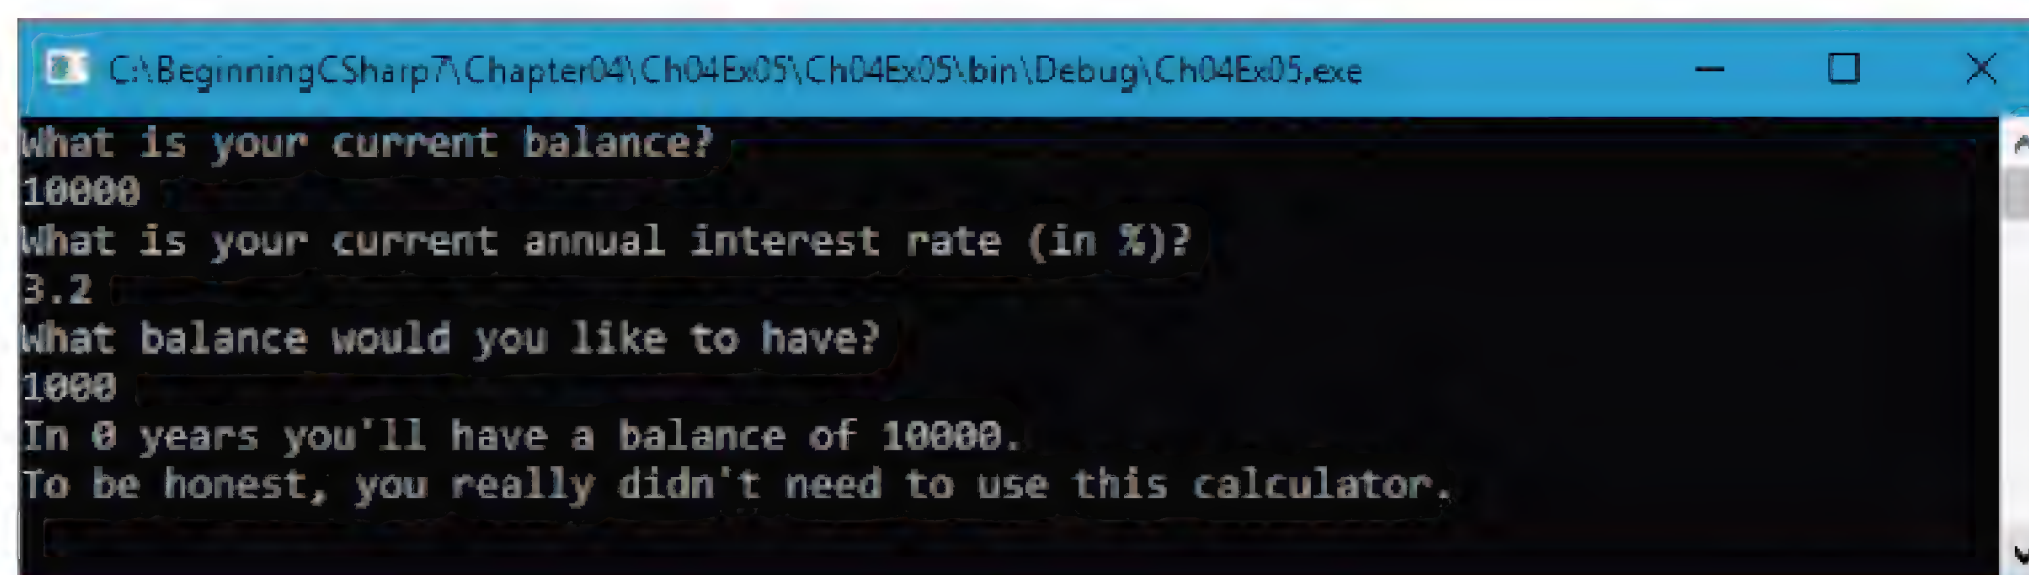 C:\BeginningCSharp7\Chapter04\Ch04Ex05\Ch04Ex05\bin\Debug\Ch04Ex05.exe
What is your current balance?
10000
What is your current annual interest rate (in %)?
3.2
What balance would you like to have?
1000
In 0 years you'll have a balance of 10000.
To be honest, you really didn't need to use this calculator.